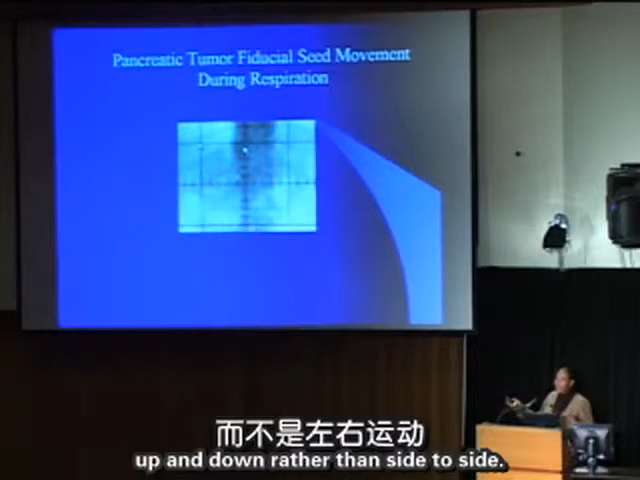 Pancreatic Tumor Fiducial Seed Movement
During Respiration
而不是左右运动
up and down rather than side to side.